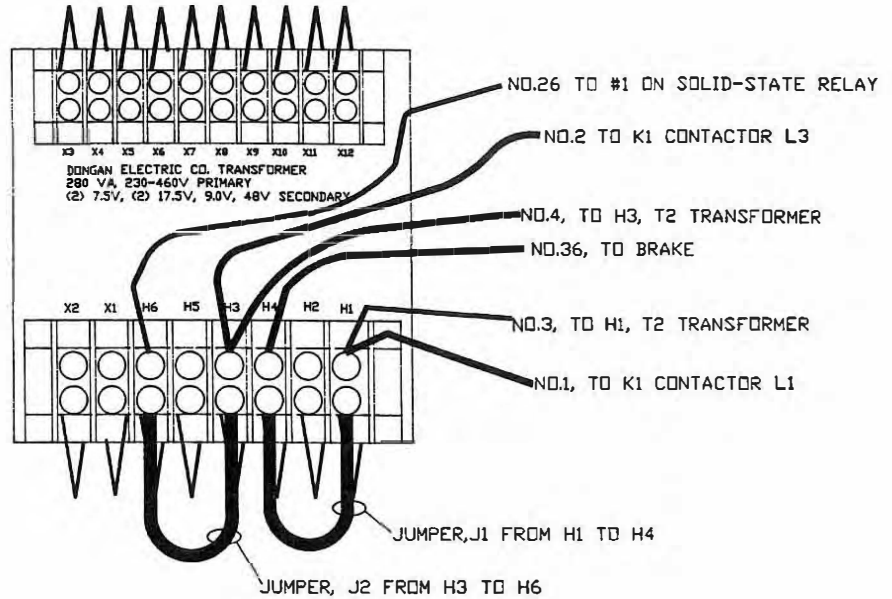 NO.26 TO #1 ON SOLID-STATE RELAY
NO.2 TO K1 CONTACTOR L3
X3 X4 X5 X6 X7 X8 X9 X10 X11 X12
DONGAN ELECTRIC CO. TRANSFORMER
280 VA, 230-460V PRIMARY
(2) 7.5V, (2) 17.5V, 9.0V, 48V SECONDARY
NO.4, TO H3, T2 TRANSFORMER
NO.36, TO BRAKE
X2 X1 H6 H5 H3 H4 H2 H1
NO.3, TO H1, T2 TRANSFORMER
NO.1, TO K1 CONTACTOR L1
JUMPER,J1 FROM H1 TO H4
JUMPER, J2 FROM H3 TO H6